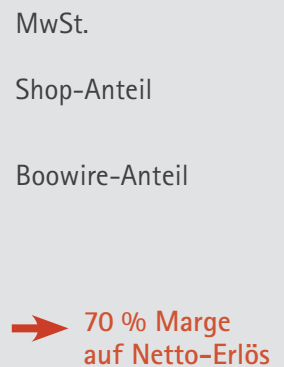 MwSt.
Shop-Anteil
Boowire-Anteil
70 % Marge
auf Netto-Erlös